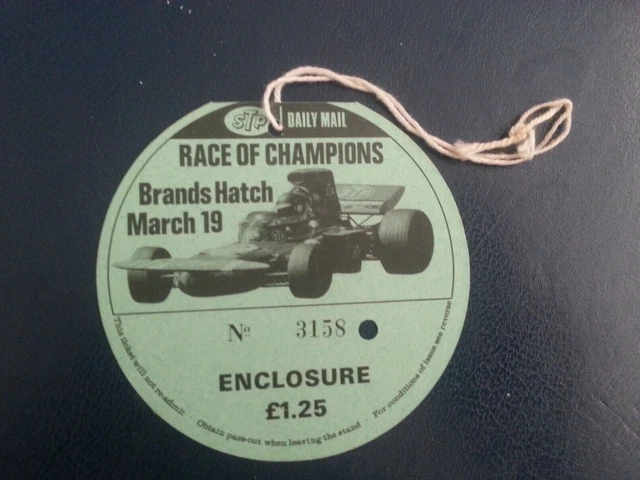 STP DAILY MAIL
RACE OF CHAMPIONS
Brands Hatch
March 19
STP
Nº 3158
ENCLOSURE
£1.25
This ticket will not re-admit · Obtain pass-out when leaving the stand · For conditions of issue see reverse